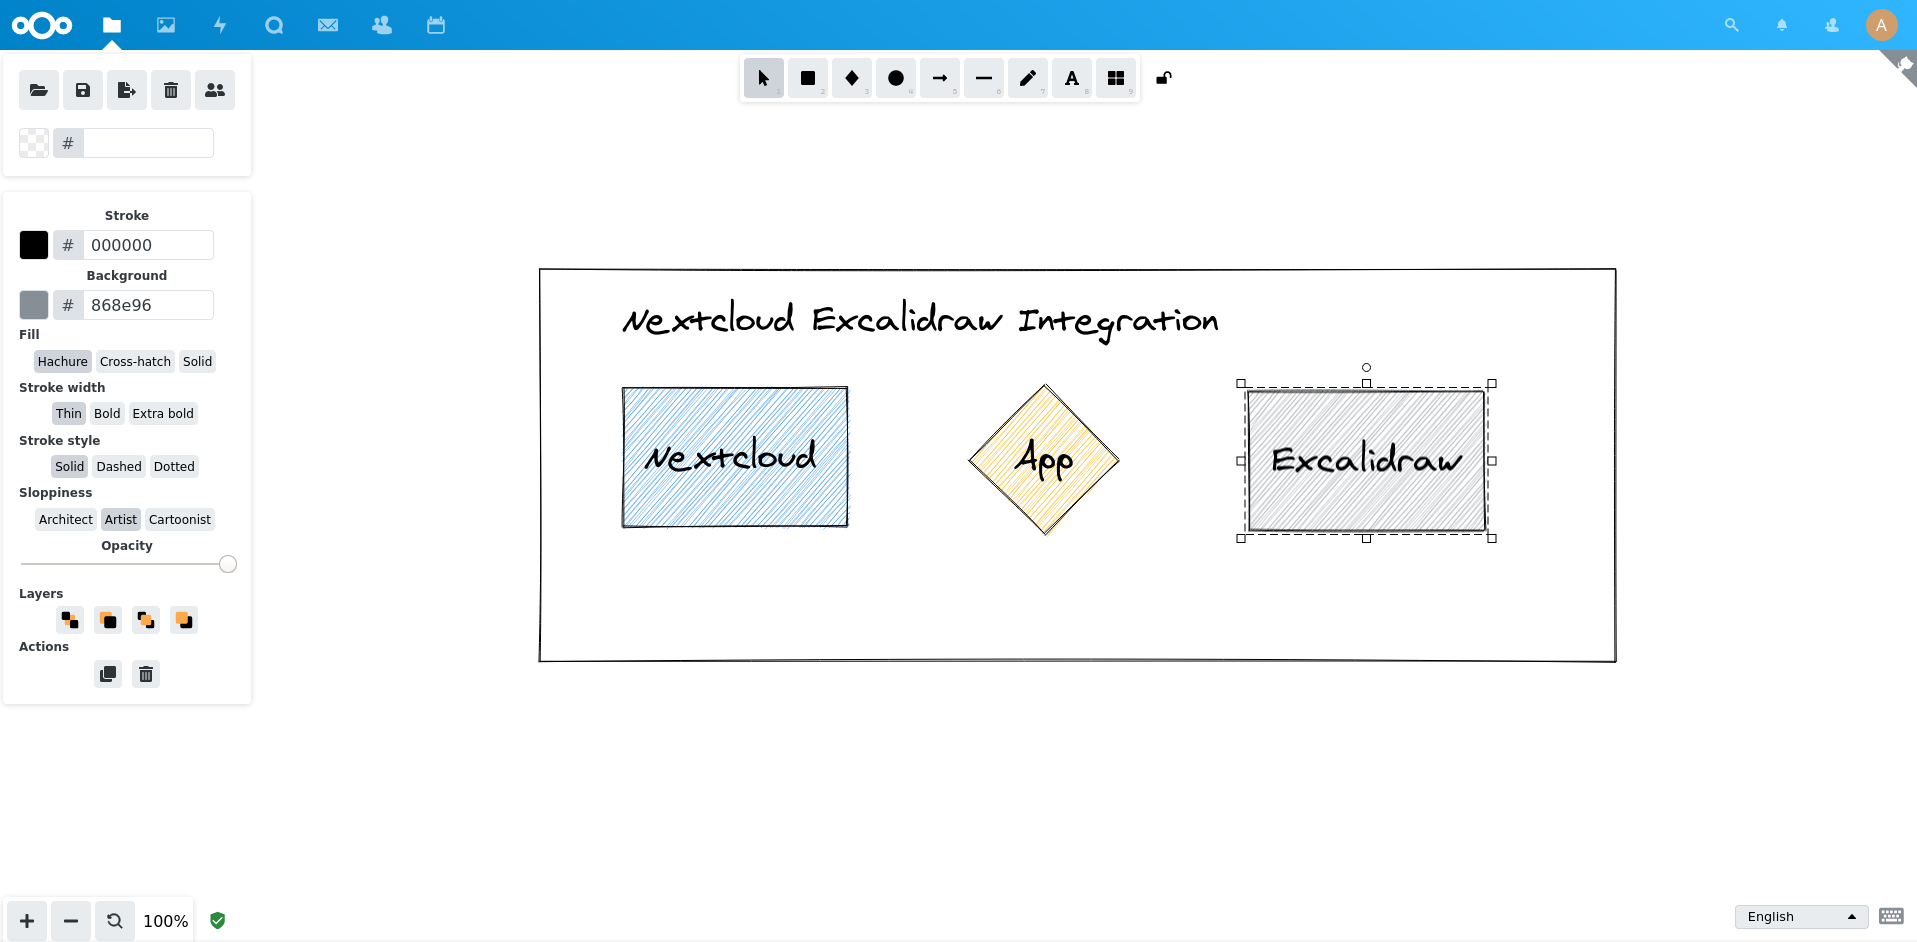 A
1
2
3
4
5
6
7
A
8
9
#
Stroke
# 000000
Background
# 868e96
Fill
Hachure Cross-hatch Solid
Stroke width
Thin Bold Extra bold
Stroke style
Solid Dashed Dotted
Sloppiness
Architect Artist Cartoonist
Opacity
Layers
Actions
Nextcloud Excalidraw Integration
Nextcloud
App
Excalidraw
100%
English